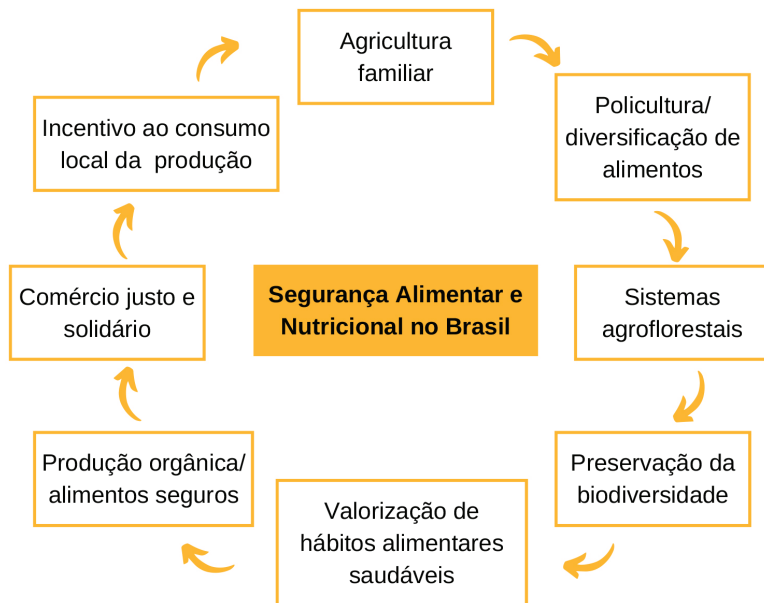 Agricultura
familiar
Policultura/
diversificação de
alimentos
Sistemas
agroflorestais
Preservação da
biodiversidade
Valorização de
hábitos alimentares
saudáveis
Produção orgânica/
alimentos seguros
Comércio justo e
solidário
Incentivo ao consumo
local da produção
Segurança Alimentar e
Nutricional no Brasil